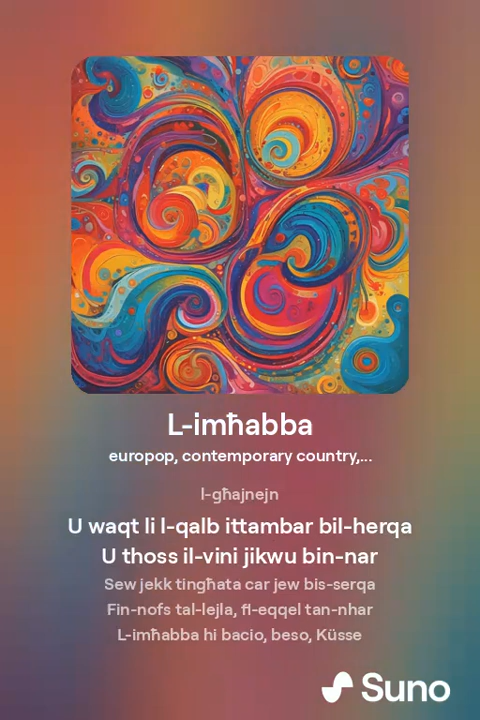 L-imħabba
europop, contemporary country,...
l-għajnejn
U waqt li l-qalb ittambar bil-herqa
U thoss il-vini jikwu bin-nar
Sew jekk tingħata car jew bis-serqa
Fin-nofs tal-lejla, fl-eqqel tan-nhar
L-imħabba hi bacio, beso, Küsse
Suno